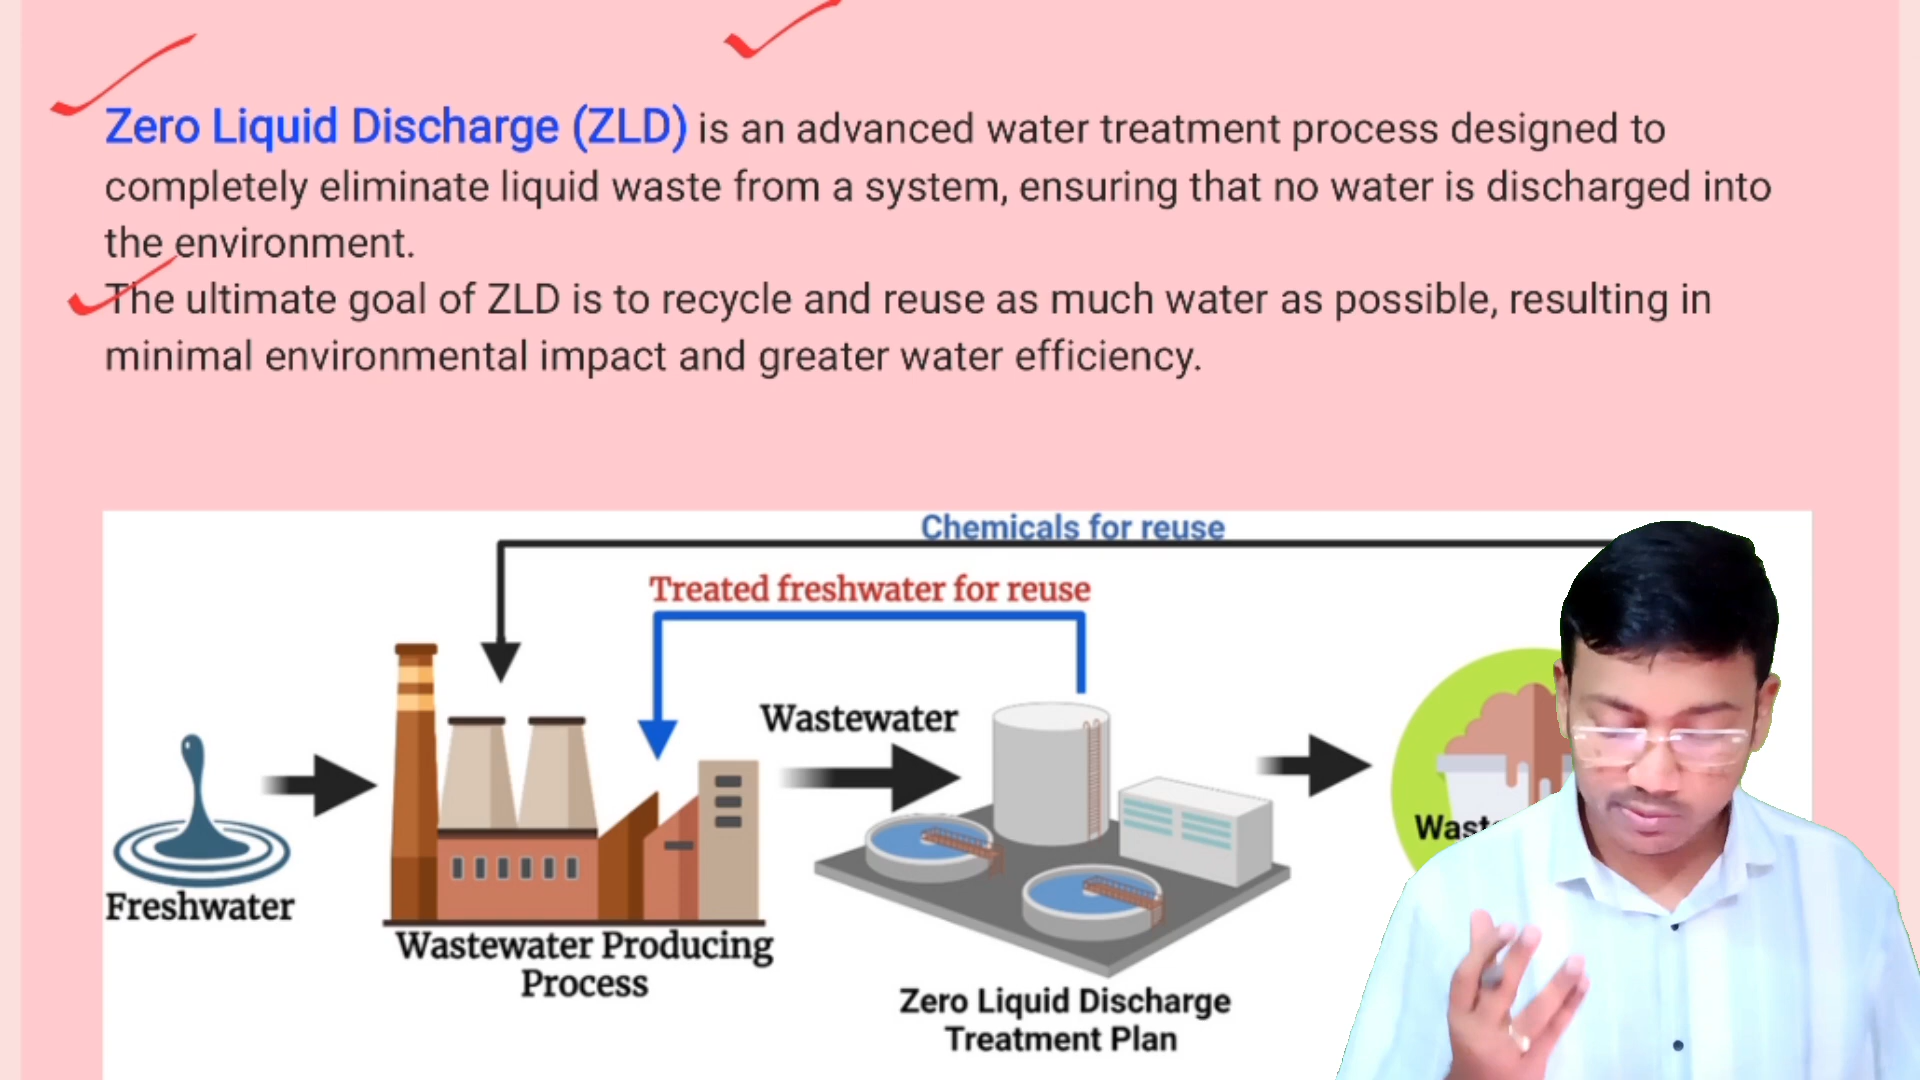 Zero Liquid Discharge (ZLD) is an advanced water treatment process designed to
completely eliminate liquid waste from a system, ensuring that no water is discharged into
the environment.
The ultimate goal of ZLD is to recycle and reuse as much water as possible, resulting in
minimal environmental impact and greater water efficiency.
Chemicals for reuse
Treated freshwater for reuse
Wastewater
Freshwater
Wastewater Producing
Process
Zero Liquid Discharge
Treatment Plan